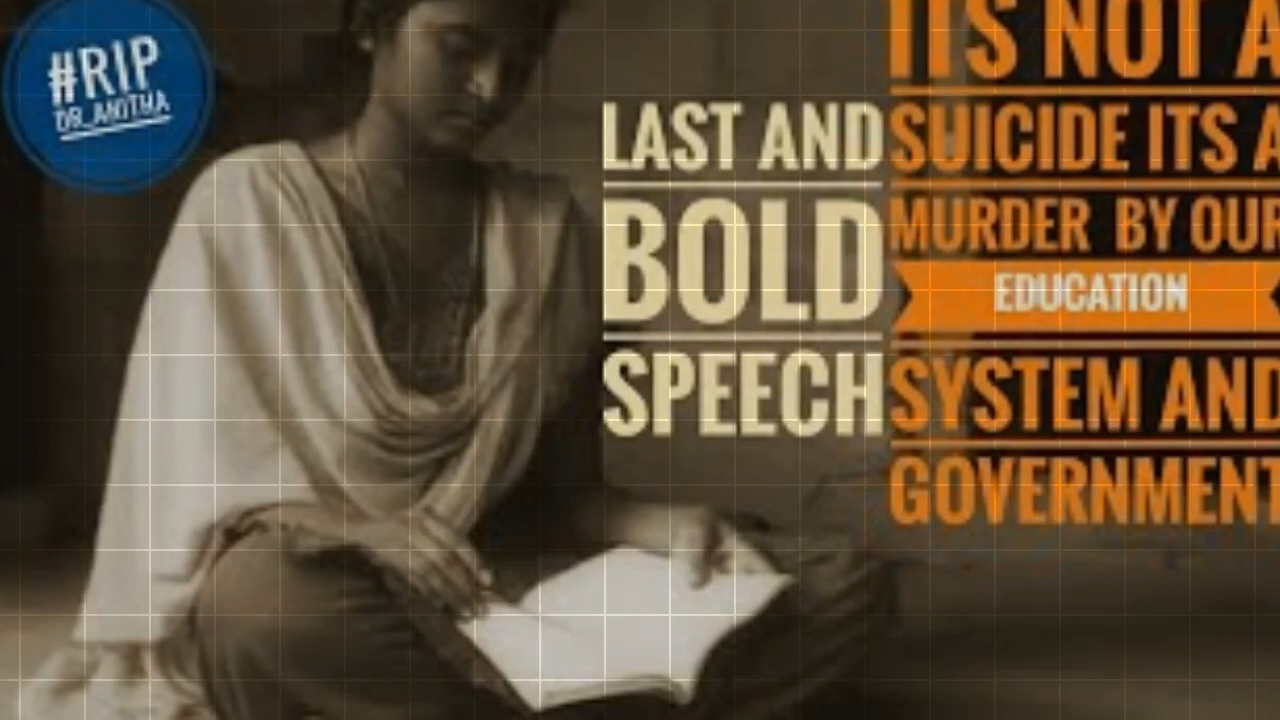 #RIP
DR_ANITHA
LAST AND
BOLD
SPEECH
ITS NOT A
SUICIDE ITS A
MURDER BY OUR
EDUCATION
SYSTEM AND
GOVERNMENT